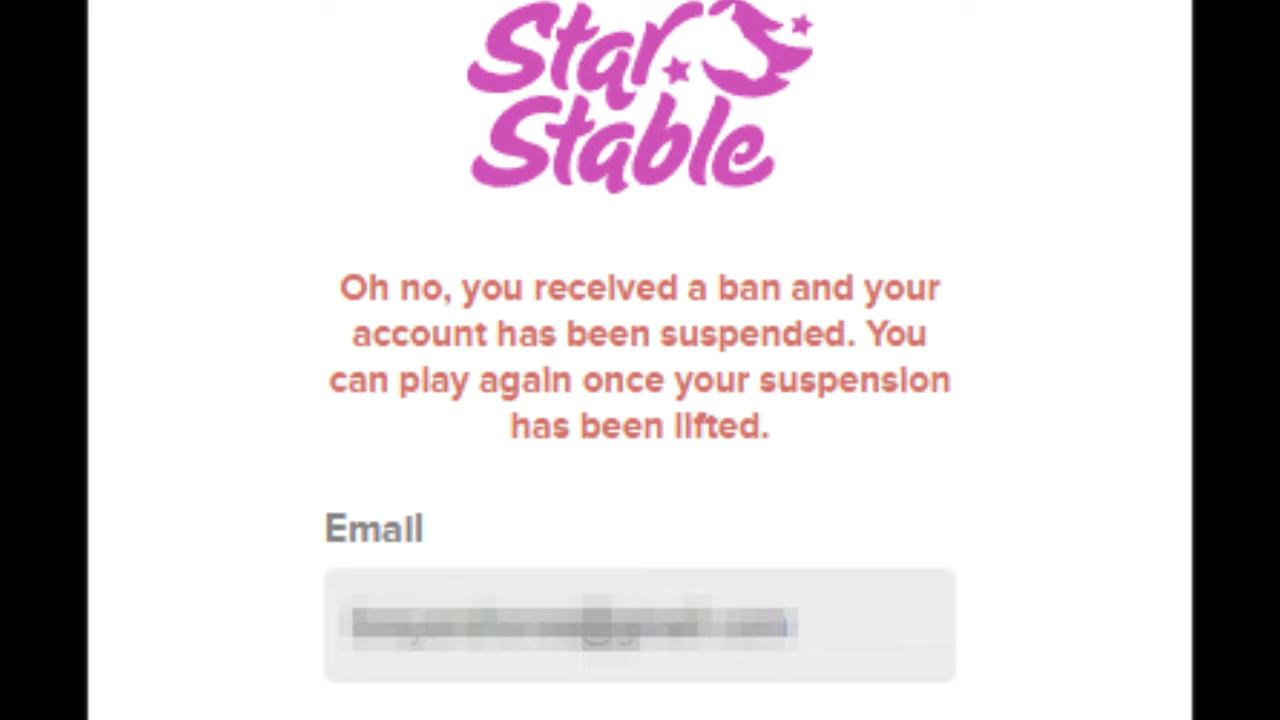 Star
Stable
Oh no, you received a ban and your
account has been suspended. You
can play again once your suspension
has been lifted.
Email